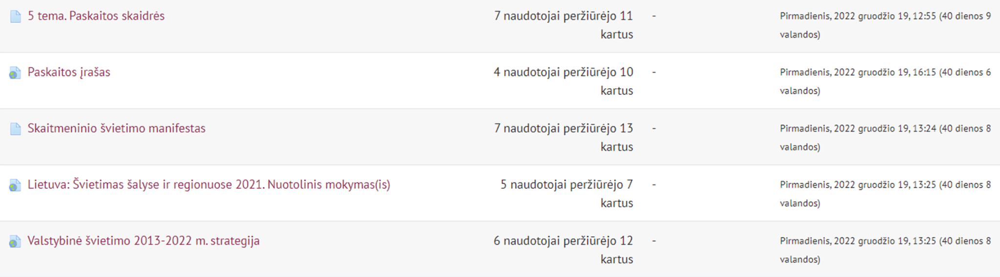 5 tema. Paskaitos skaidrės 7 naudotojai peržiūrėjo 11 - Pirmadienis, 2022 gruodžio 19, 12:55 (40 dienos 9
kartus valandos)
Paskaitos įrašas 4 naudotojai peržiūrėjo 10 - Pirmadienis, 2022 gruodžio 19, 16:15 (40 dienos 6
kartus valandos)
Skaitmeninio švietimo manifestas 7 naudotojai peržiūrėjo 13 - Pirmadienis, 2022 gruodžio 19, 13:24 (40 dienos 8
kartus valandos)
Lietuva: Švietimas šalyse ir regionuose 2021. Nuotolinis mokymas(is) 5 naudotojai peržiūrėjo 7 - Pirmadienis, 2022 gruodžio 19, 13:25 (40 dienos 8
kartus valandos)
Valstybinė švietimo 2013-2022 m. strategija 6 naudotojai peržiūrėjo 12 - Pirmadienis, 2022 gruodžio 19, 13:25 (40 dienos 8
kartus valandos)